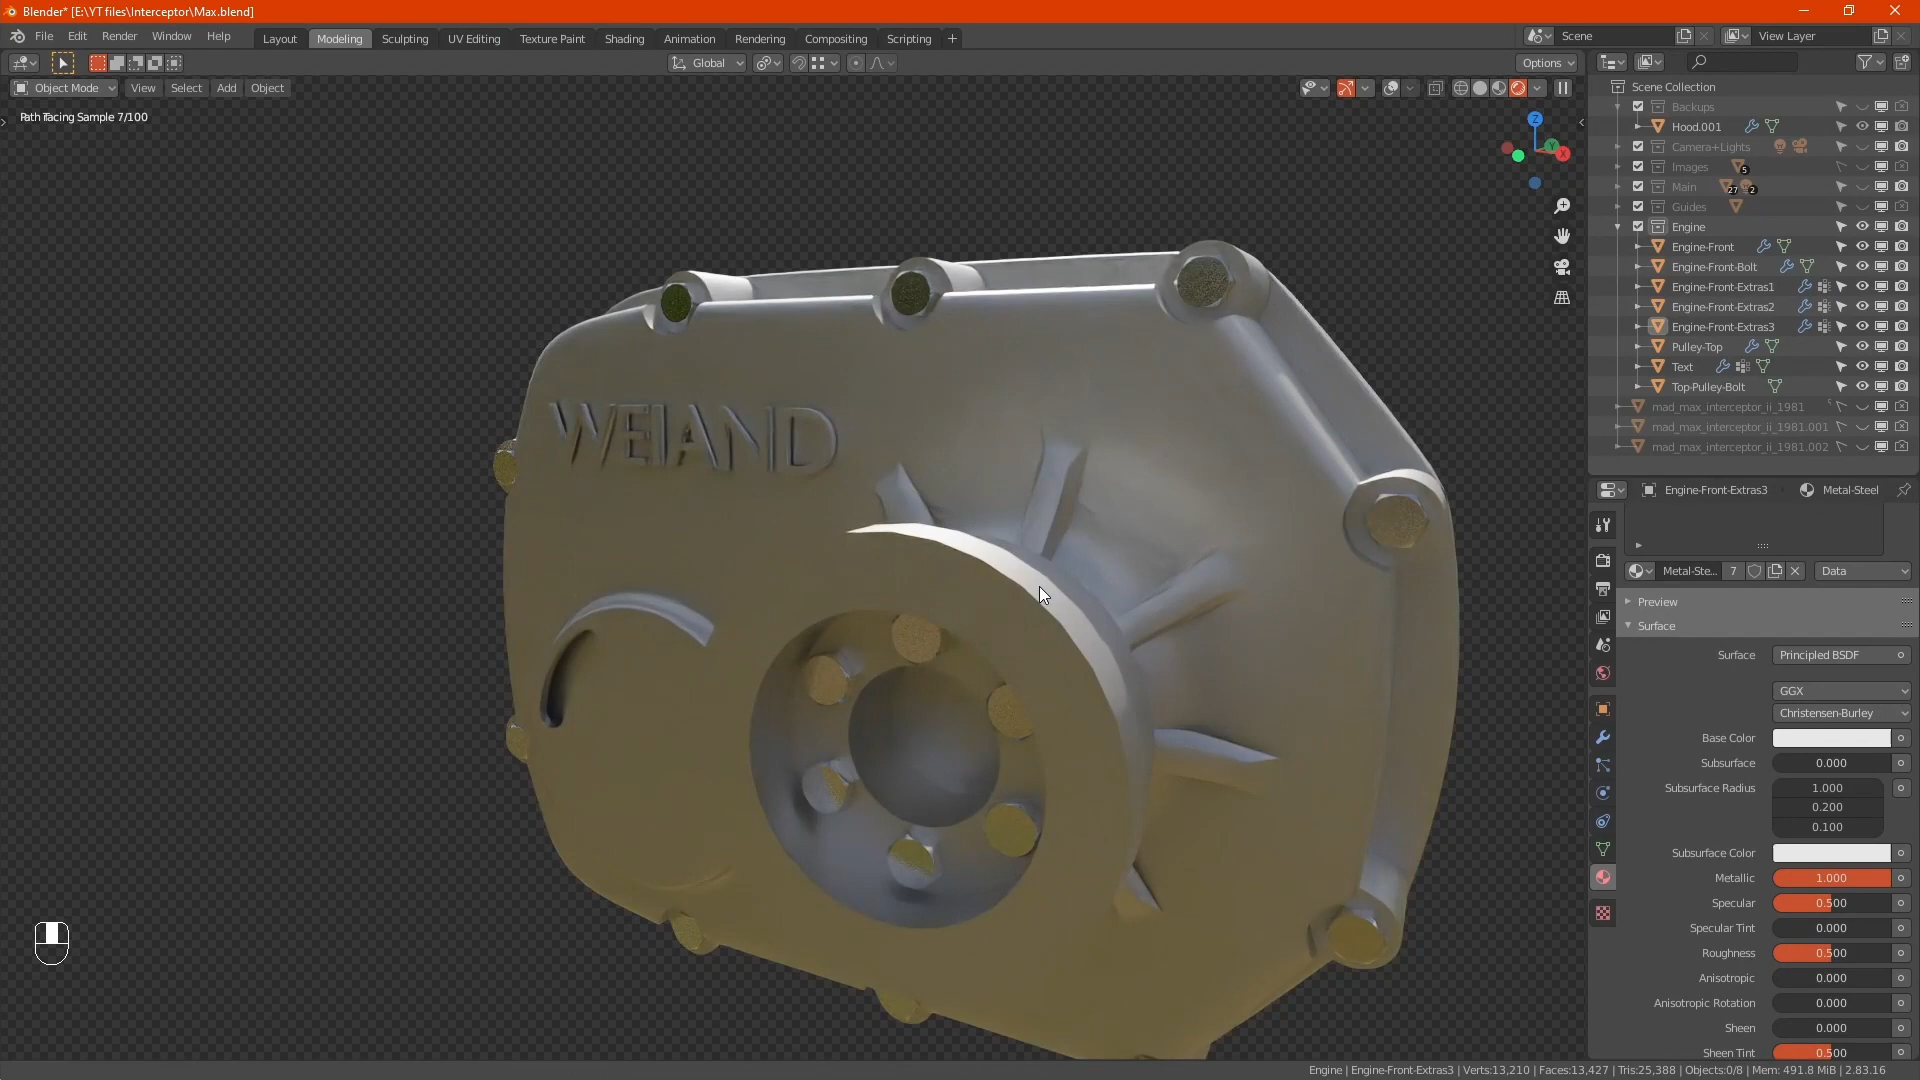 Blender* [E:\YT files\Interceptor\Max.blend]
File Edit Render Window Help Layout Modeling Sculpting UV Editing Texture Paint Shading Animation Rendering Compositing Scripting + Scene View Layer
Global Options
Object Mode View Select Add Object
Scene Collection
Path Tracing Sample 7/100
Backups
Hood.001
Camera+Lights
Images 5
Main 27 2
Guides
Engine
Engine-Front
Engine-Front-Bolt
Engine-Front-Extras1
Engine-Front-Extras2
Engine-Front-Extras3
Pulley-Top
Text
Top-Pulley-Bolt
mad_max_interceptor_ii_1981
mad_max_interceptor_ii_1981.001
mad_max_interceptor_ii_1981.002
WEIAND
Engine-Front-Extras3 Metal-Steel
Metal-Ste... 7 Data
Preview
Surface
Surface Principled BSDF
GGX
Christensen-Burley
Base Color
Subsurface 0.000
Subsurface Radius 1.000
0.200
0.100
Subsurface Color
Metallic 1.000
Specular 0.500
Specular Tint 0.000
Roughness 0.500
Anisotropic 0.000
Anisotropic Rotation 0.000
Sheen 0.000
Sheen Tint 0.500
Engine | Engine-Front-Extras3 | Verts:13,210 | Faces:13,427 | Tris:25,388 | Objects:0/8 | Mem: 491.8 MiB | 2.83.16